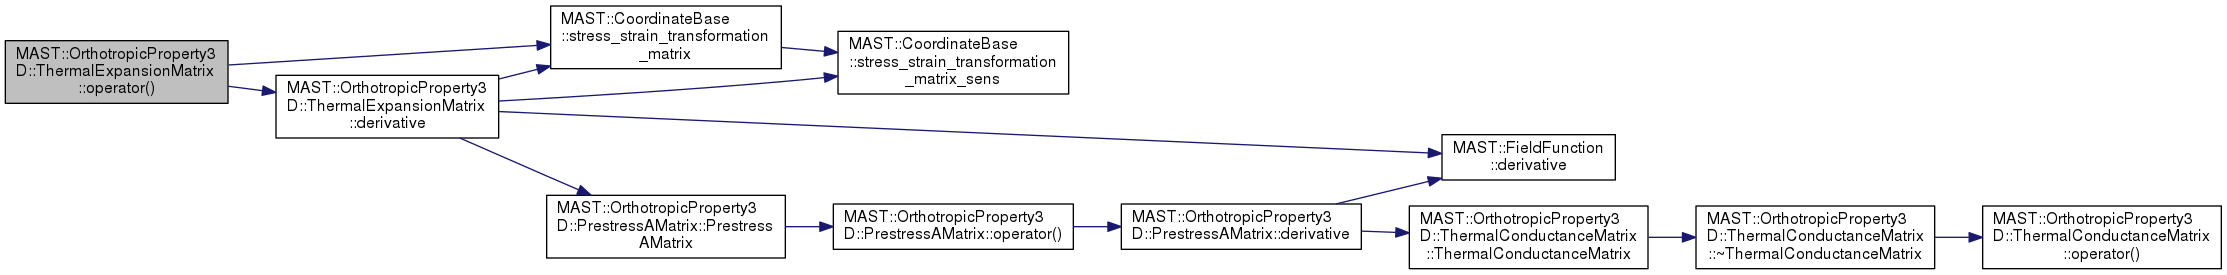 MAST::OrthotropicProperty3
D::ThermalExpansionMatrix
::operator()
MAST::CoordinateBase
::stress_strain_transformation
_matrix
MAST::OrthotropicProperty3
D::ThermalExpansionMatrix
::derivative
MAST::CoordinateBase
::stress_strain_transformation
_matrix_sens
MAST::FieldFunction
::derivative
MAST::OrthotropicProperty3
D::PrestressAMatrix::Prestress
AMatrix
MAST::OrthotropicProperty3
D::PrestressAMatrix::operator()
MAST::OrthotropicProperty3
D::PrestressAMatrix::derivative
MAST::OrthotropicProperty3
D::ThermalConductanceMatrix
::ThermalConductanceMatrix
MAST::OrthotropicProperty3
D::ThermalConductanceMatrix
::~ThermalConductanceMatrix
MAST::OrthotropicProperty3
D::ThermalConductanceMatrix
::operator()